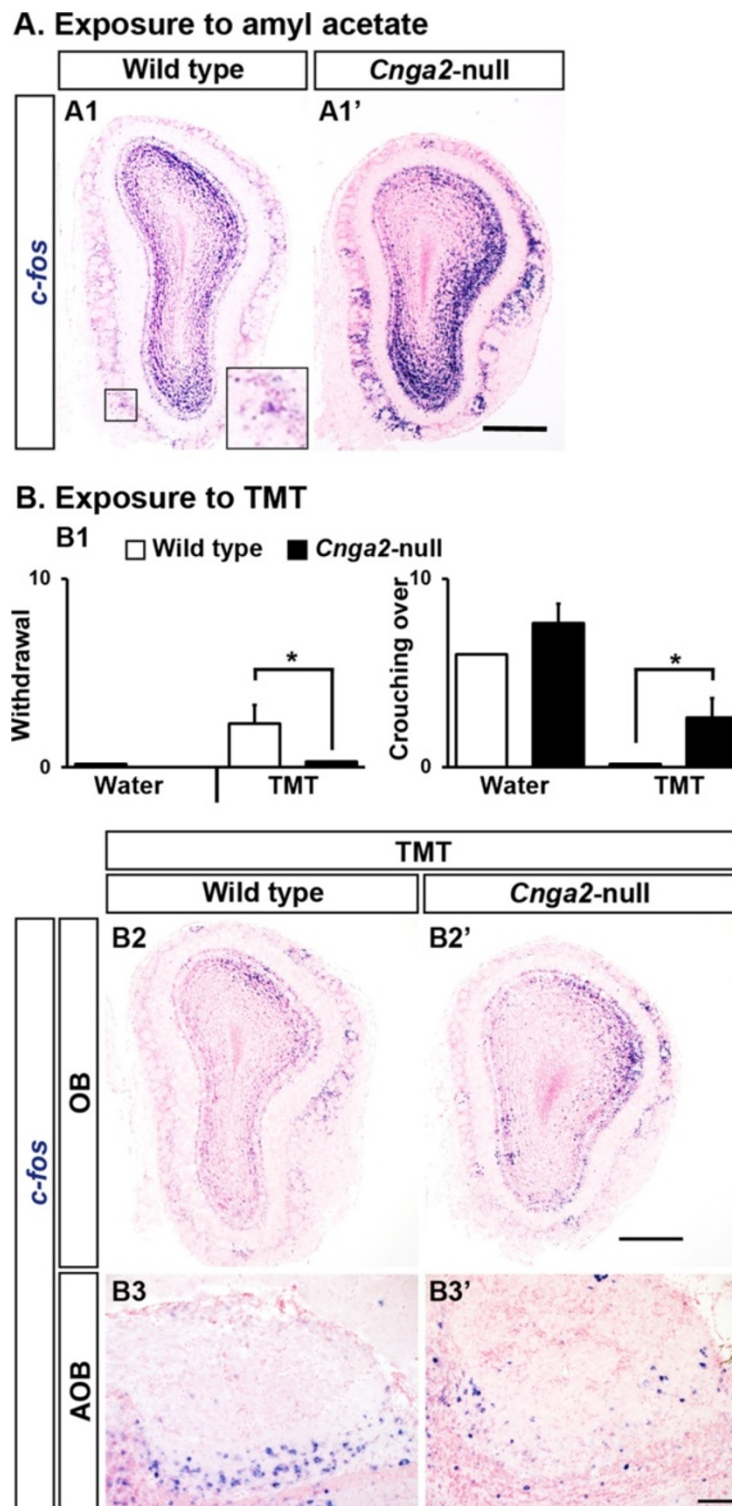 A. Exposure to amyl acetate
Wild type
Cnga2-null
c-fos
A1
A1’
B. Exposure to TMT
B1
Wild type
Cnga2-null
Withdrawal
10
0
Water
TMT
*
Crouching over
10
0
Water
TMT
*
TMT
Wild type
Cnga2-null
c-fos
OB
B2
B2’
AOB
B3
B3’